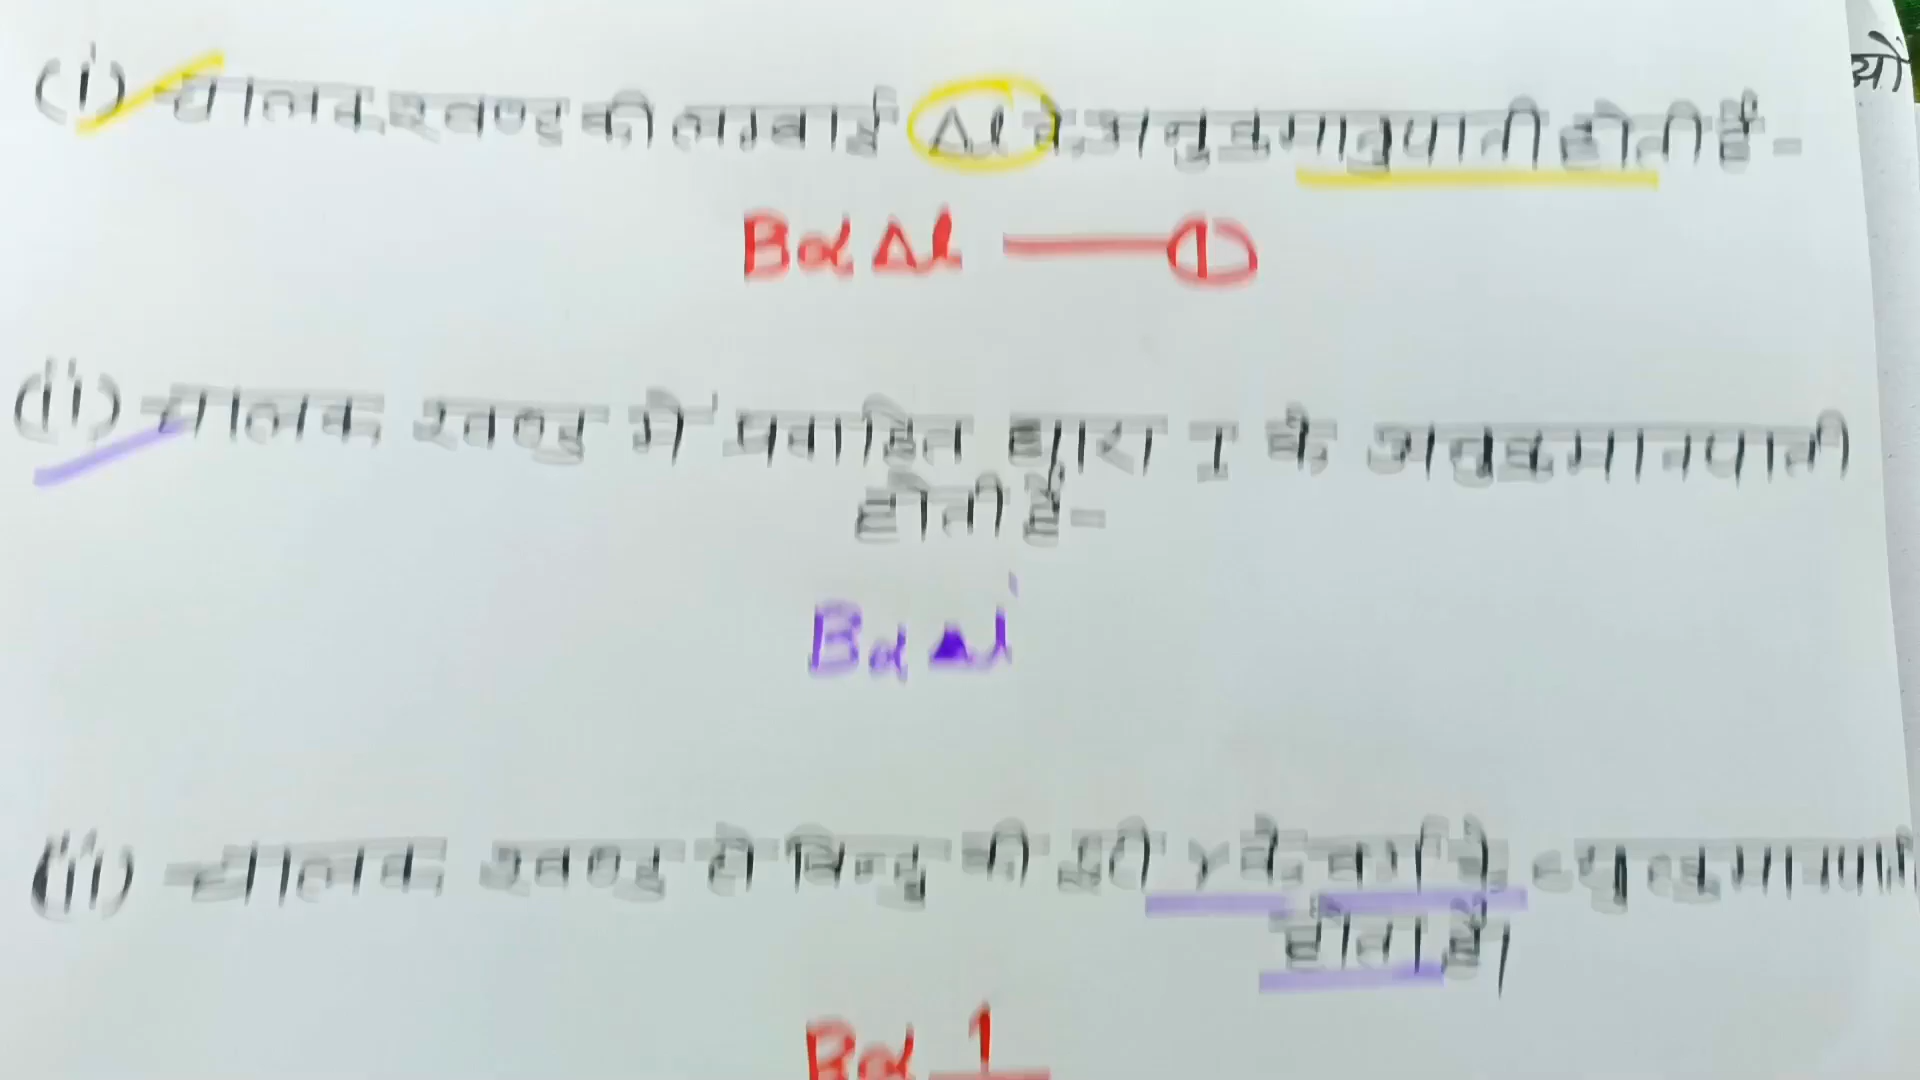 (i) चालक खण्ड की लम्बाई Δl के अनुक्रमानुपाती होती है -
B α Δl —— ①
(ii) चालक खण्ड में प्रवाहित धारा I के अनुक्रमानुपाती
होती है -
B α Δl
(iii) चालक खण्ड से बिन्दु की दूरी r के वर्ग के व्युत्क्रमानुपाती
होता है।
B α 1